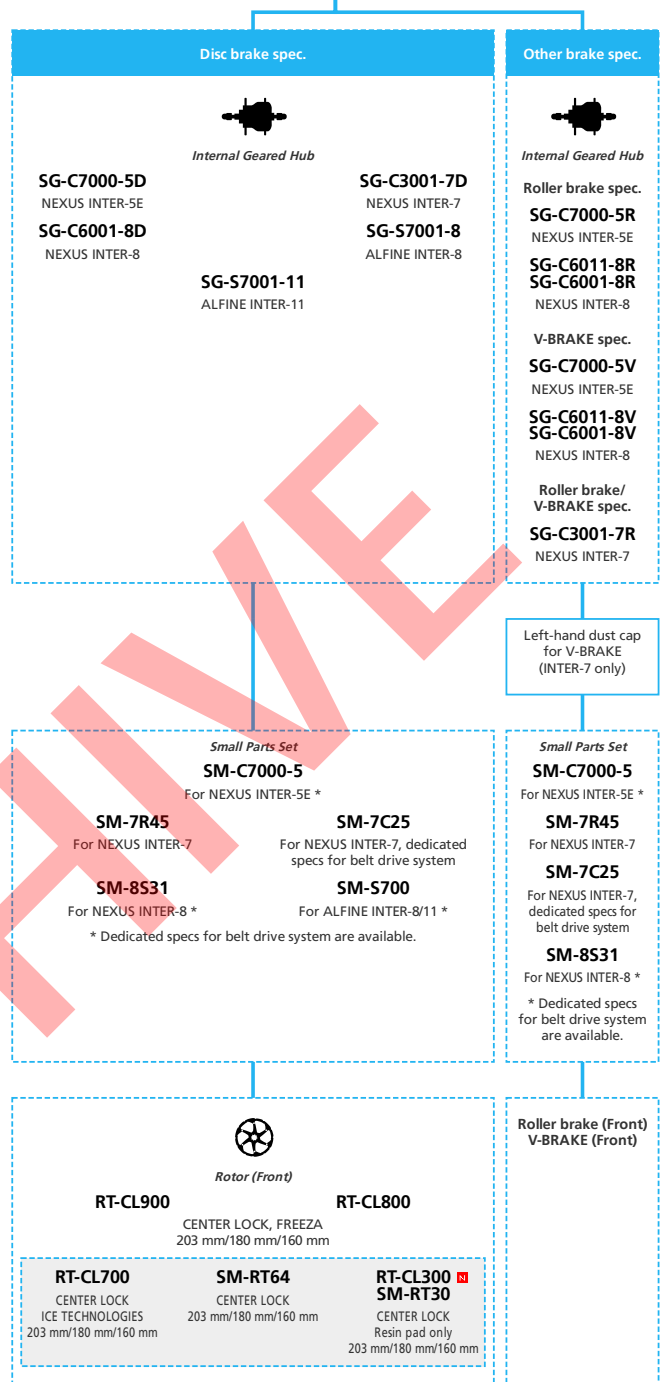 Disc brake spec.
Internal Geared Hub
SG-C7000-5D
NEXUS INTER-5E
SG-C3001-7D
NEXUS INTER-7
SG-C6001-8D
NEXUS INTER-8
SG-S7001-8
ALFINE INTER-8
SG-S7001-11
ALFINE INTER-11
Other brake spec.
Internal Geared Hub
Roller brake spec.
SG-C7000-5R
NEXUS INTER-5E
SG-C6011-8R
SG-C6001-8R
NEXUS INTER-8
V-BRAKE spec.
SG-C7000-5V
NEXUS INTER-5E
SG-C6011-8V
SG-C6001-8V
NEXUS INTER-8
Roller brake/
V-BRAKE spec.
SG-C3001-7R
NEXUS INTER-7
Left-hand dust cap
for V-BRAKE
(INTER-7 only)
Small Parts Set
SM-C7000-5
For NEXUS INTER-5E *
SM-7R45
For NEXUS INTER-7
SM-7C25
For NEXUS INTER-7, dedicated
specs for belt drive system
SM-8S31
For NEXUS INTER-8 *
SM-S700
For ALFINE INTER-8/11 *
* Dedicated specs for belt drive system are available.
Small Parts Set
SM-C7000-5
For NEXUS INTER-5E *
SM-7R45
For NEXUS INTER-7
SM-7C25
For NEXUS INTER-7,
dedicated specs for
belt drive system
SM-8S31
For NEXUS INTER-8 *
* Dedicated specs
for belt drive system
are available.
Rotor (Front)
RT-CL900
RT-CL800
CENTER LOCK, FREEZA
203 mm/180 mm/160 mm
RT-CL700
CENTER LOCK
ICE TECHNOLOGIES
203 mm/180 mm/160 mm
SM-RT64
CENTER LOCK
203 mm/180 mm/160 mm
RT-CL300 N
SM-RT30
CENTER LOCK
Resin pad only
203 mm/180 mm/160 mm
Roller brake (Front)
V-BRAKE (Front)
HIVE